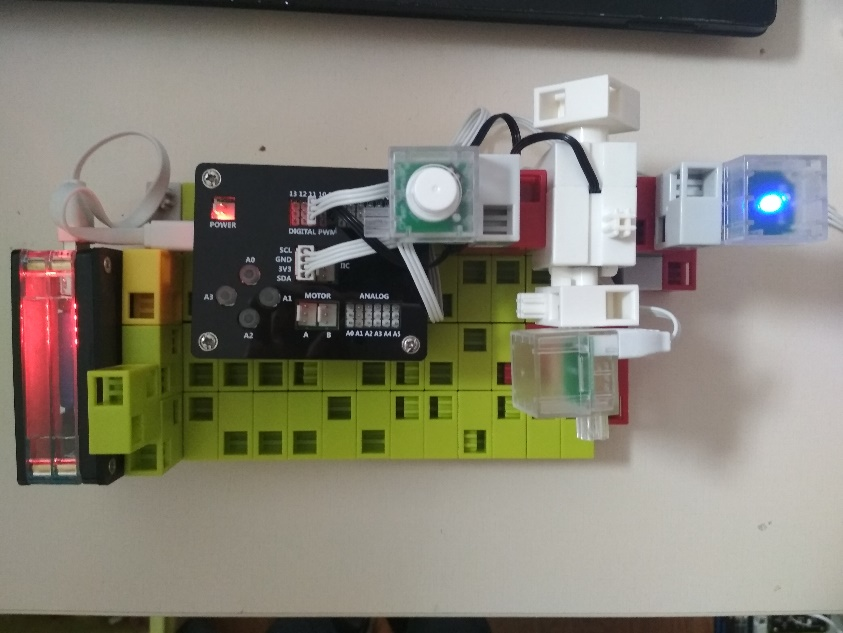 13 12 11 10
POWER
DIGITAL PWM
SCL
GND
3V3
SDA
I2C
A0
A3
A1
A2
MOTOR
ANALOG
A
B
A0 A1 A2 A3 A4 A5